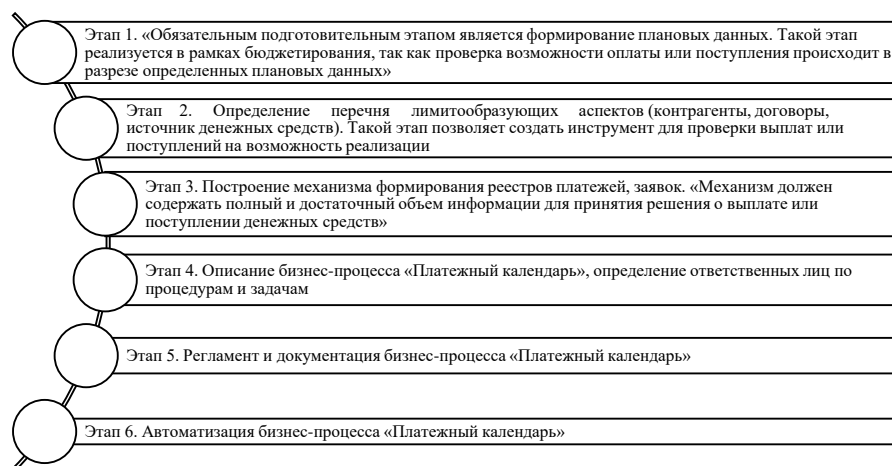 Этап 1. «Обязательным подготовительным этапом является формирование плановых данных. Такой этап
реализуется в рамках бюджетирования, так как проверка возможности оплаты или поступления происходит в
разрезе определенных плановых данных»
Этап 2. Определение перечня лимитообразующих аспектов (контрагенты, договоры,
источник денежных средств). Такой этап позволяет создать инструмент для проверки выплат или
поступлений на возможность реализации
Этап 3. Построение механизма формирования реестров платежей, заявок. «Механизм должен
содержать полный и достаточный объем информации для принятия решения о выплате или
поступлении денежных средств»
Этап 4. Описание бизнес-процесса «Платежный календарь», определение ответственных лиц по
процедурам и задачам
Этап 5. Регламент и документация бизнес-процесса «Платежный календарь»
Этап 6. Автоматизация бизнес-процесса «Платежный календарь»